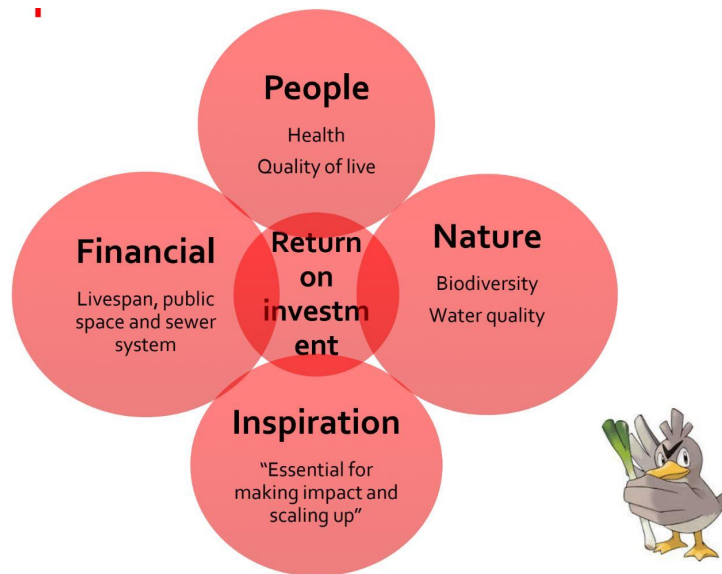 People
Health
Quality of live
Financial
Livespan, public
space and sewer
system
Return
on
investm
ent
Nature
Biodiversity
Water quality
Inspiration
“Essential for
making impact and
scaling up”